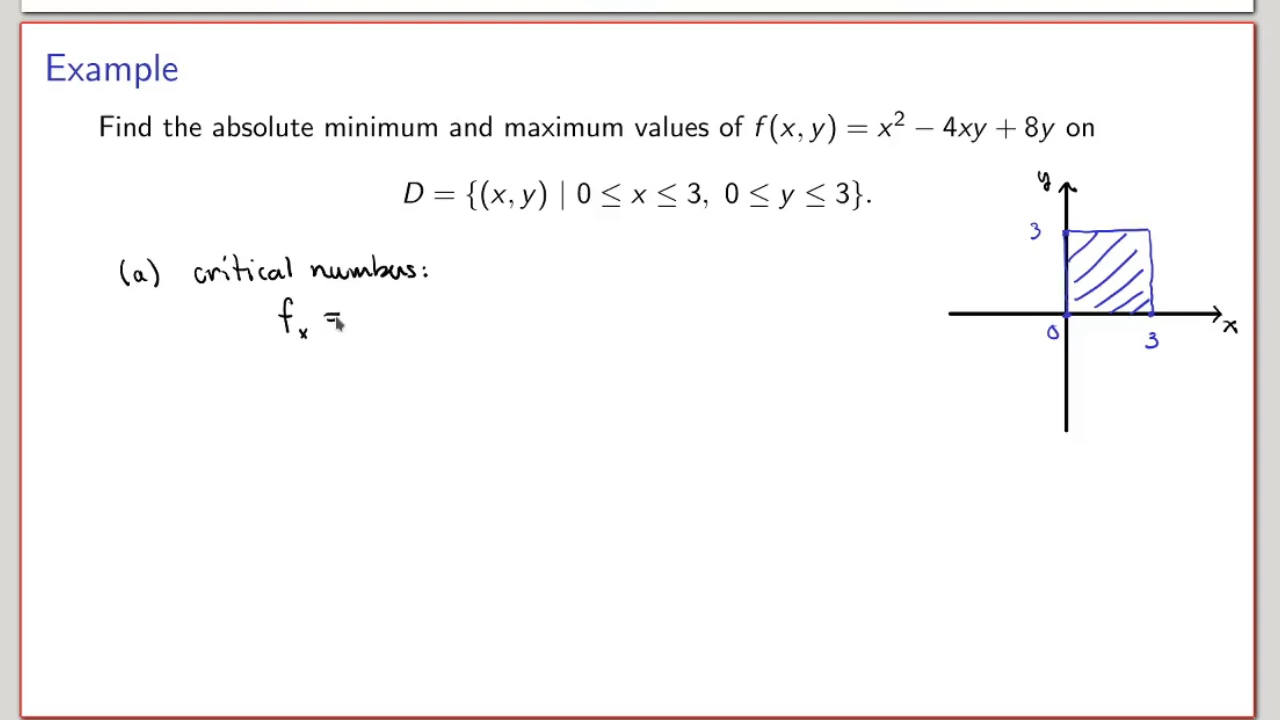 Example
Find the absolute minimum and maximum values of f(x, y) = x² − 4xy + 8y on
D = {(x, y) | 0 ≤ x ≤ 3, 0 ≤ y ≤ 3}.
(a) critical numbers:
fₓ =
y
3
0
3
x